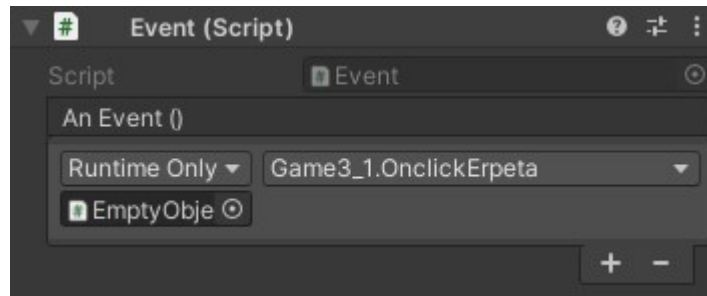 Event (Script)
Script Event
An Event ()
Runtime Only Game3_1.OnclickErpeta
EmptyObje